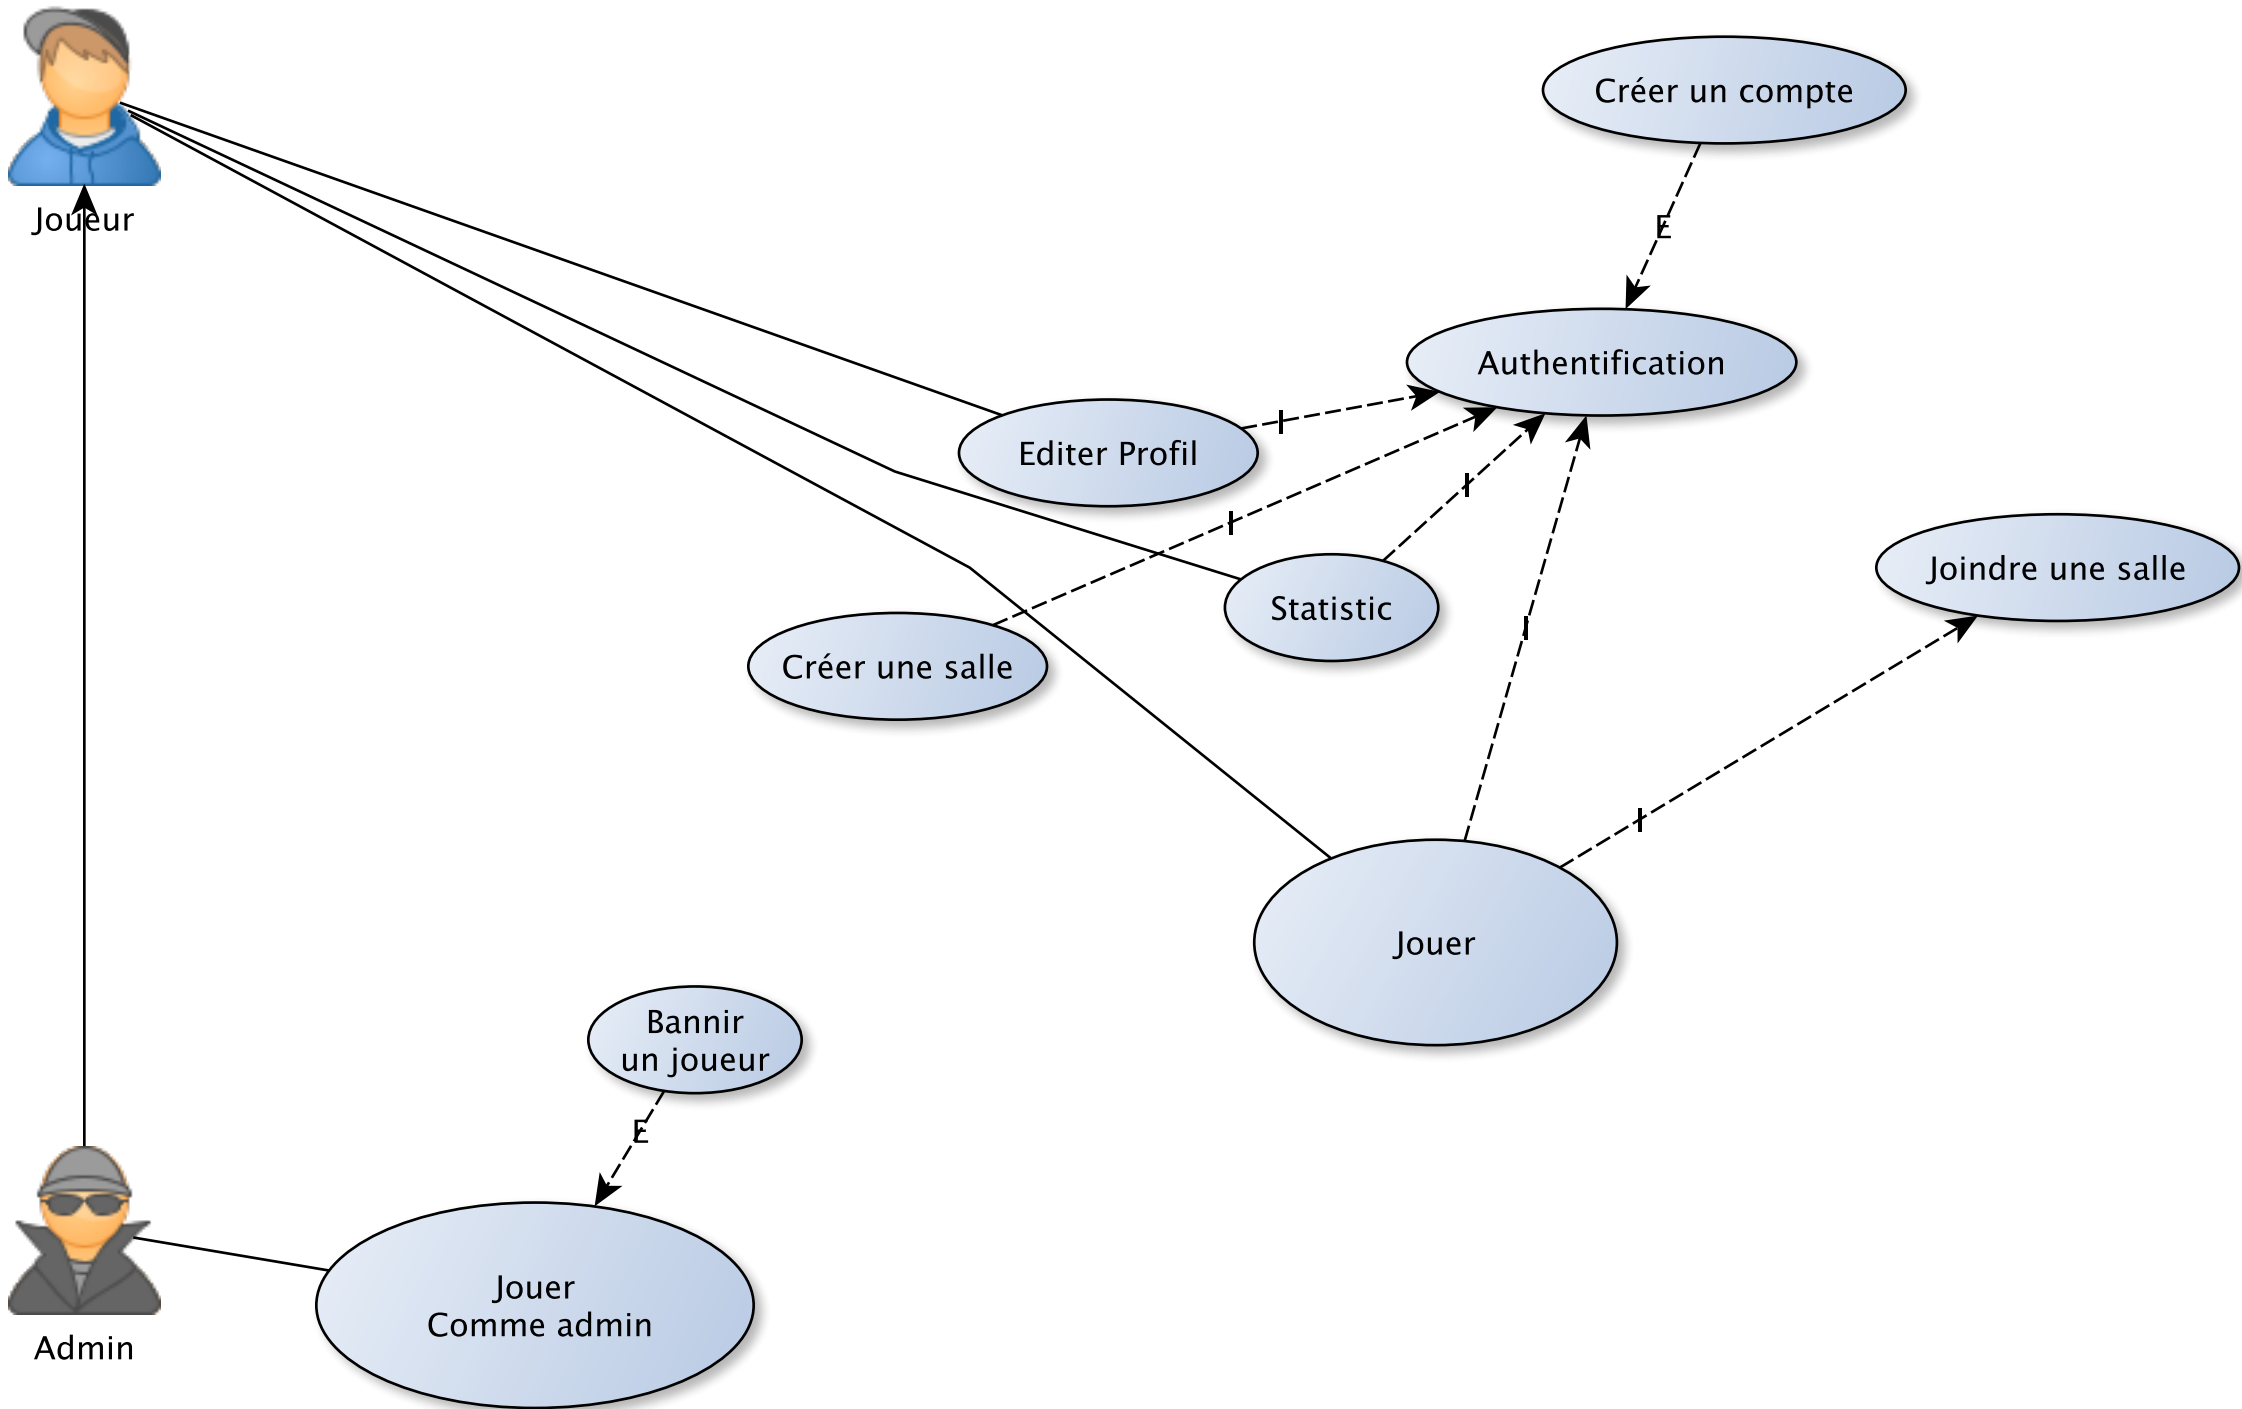 Créer un compte
Joueur
E
Authentification
I
Editer Profil
I
I
Joindre une salle
Statistic
I
Créer une salle
I
Jouer
Bannir
un joueur
E
Jouer
Comme admin
Admin